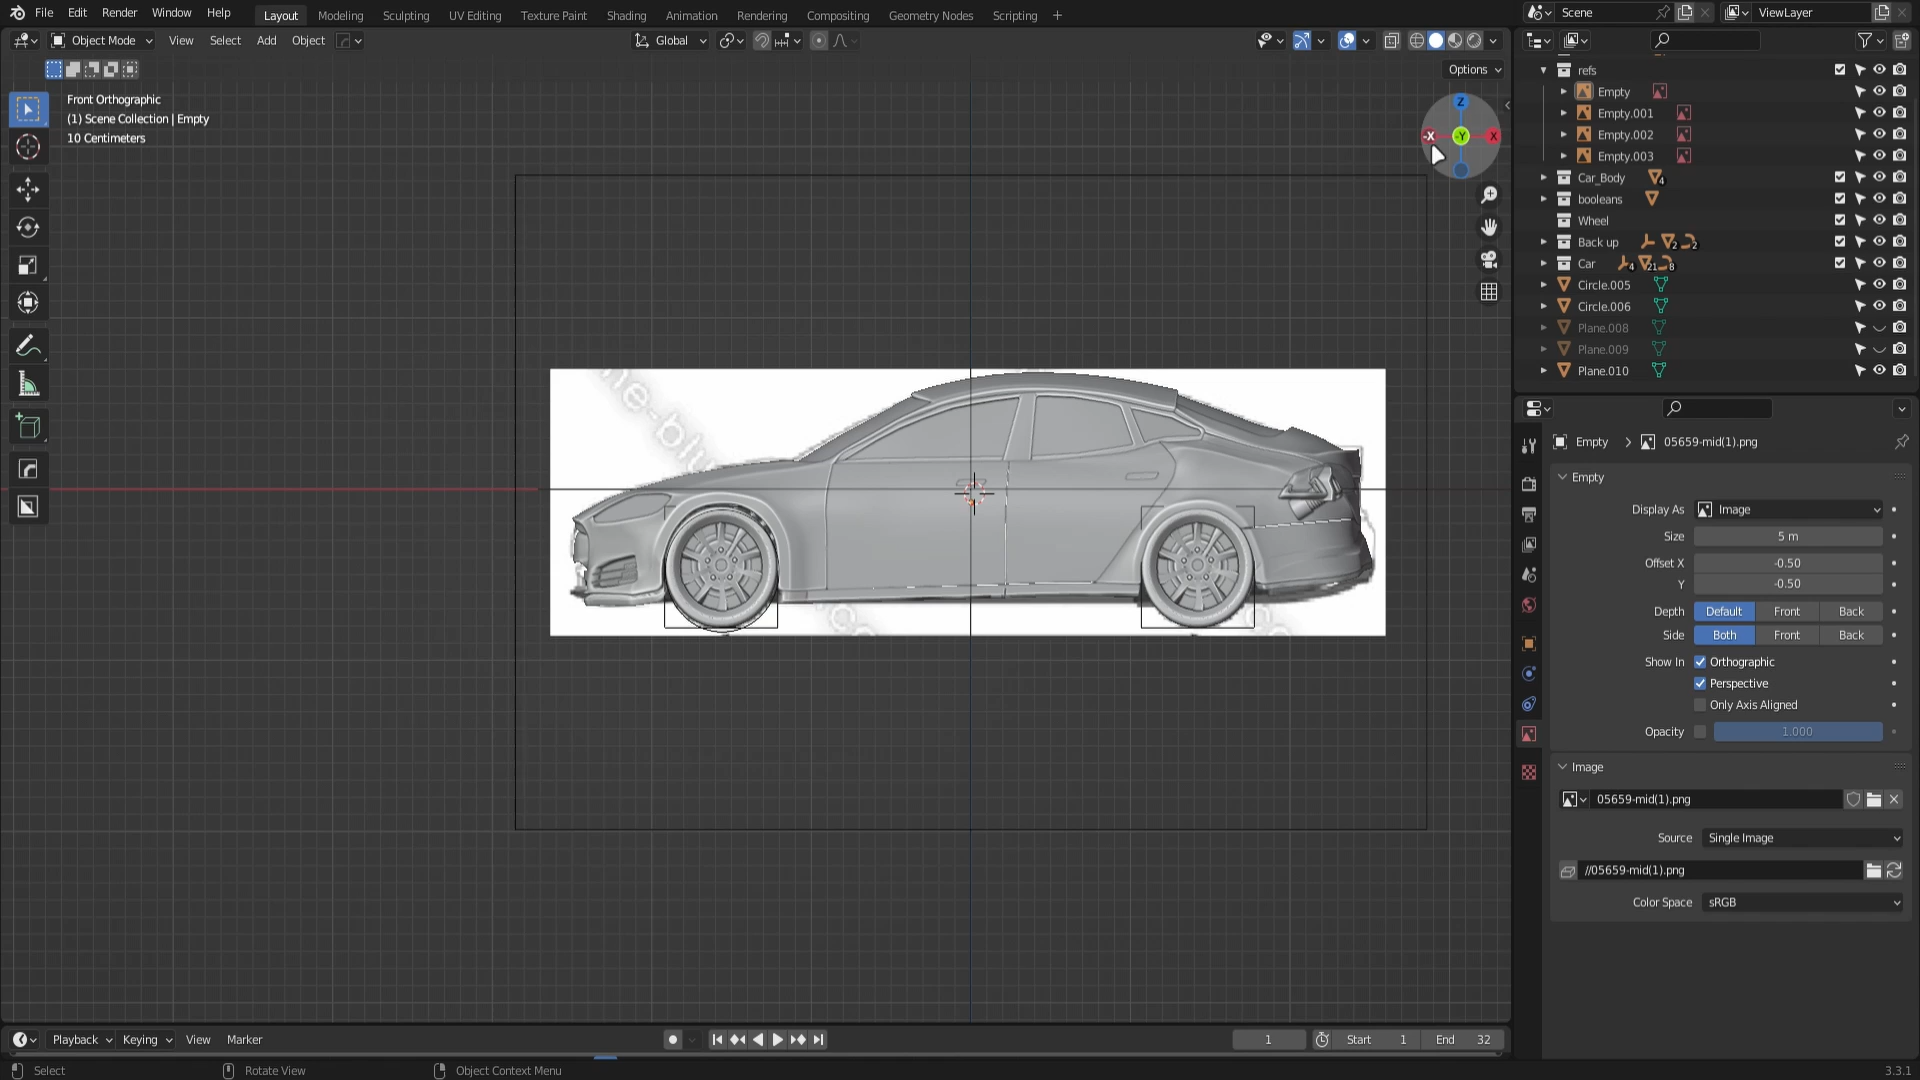 File Edit Render Window Help Layout Modeling Sculpting UV Editing Texture Paint Shading Animation Rendering Compositing Geometry Nodes Scripting Scene ViewLayer
Object Mode View Select Add Object Global
Options
Front Orthographic
(1) Scene Collection | Empty
10 Centimeters
Z
-X -Y X
refs
Empty
Empty.001
Empty.002
Empty.003
Car_Body 4
booleans
Wheel
Back up 2 2
Car 4 21 8
Circle.005
Circle.006
Plane.008
Plane.009
Plane.010
Empty 05659-mid(1).png
Empty
Display As Image
Size 5 m
Offset X -0.50
Y -0.50
Depth Default Front Back
Side Both Front Back
Show In Orthographic
Perspective
Only Axis Aligned
Opacity 1.000
Image
05659-mid(1).png
Source Single Image
//05659-mid(1).png
Color Space sRGB
Playback Keying View Marker 1 Start 1 End 32
Select Rotate View Object Context Menu 3.3.1